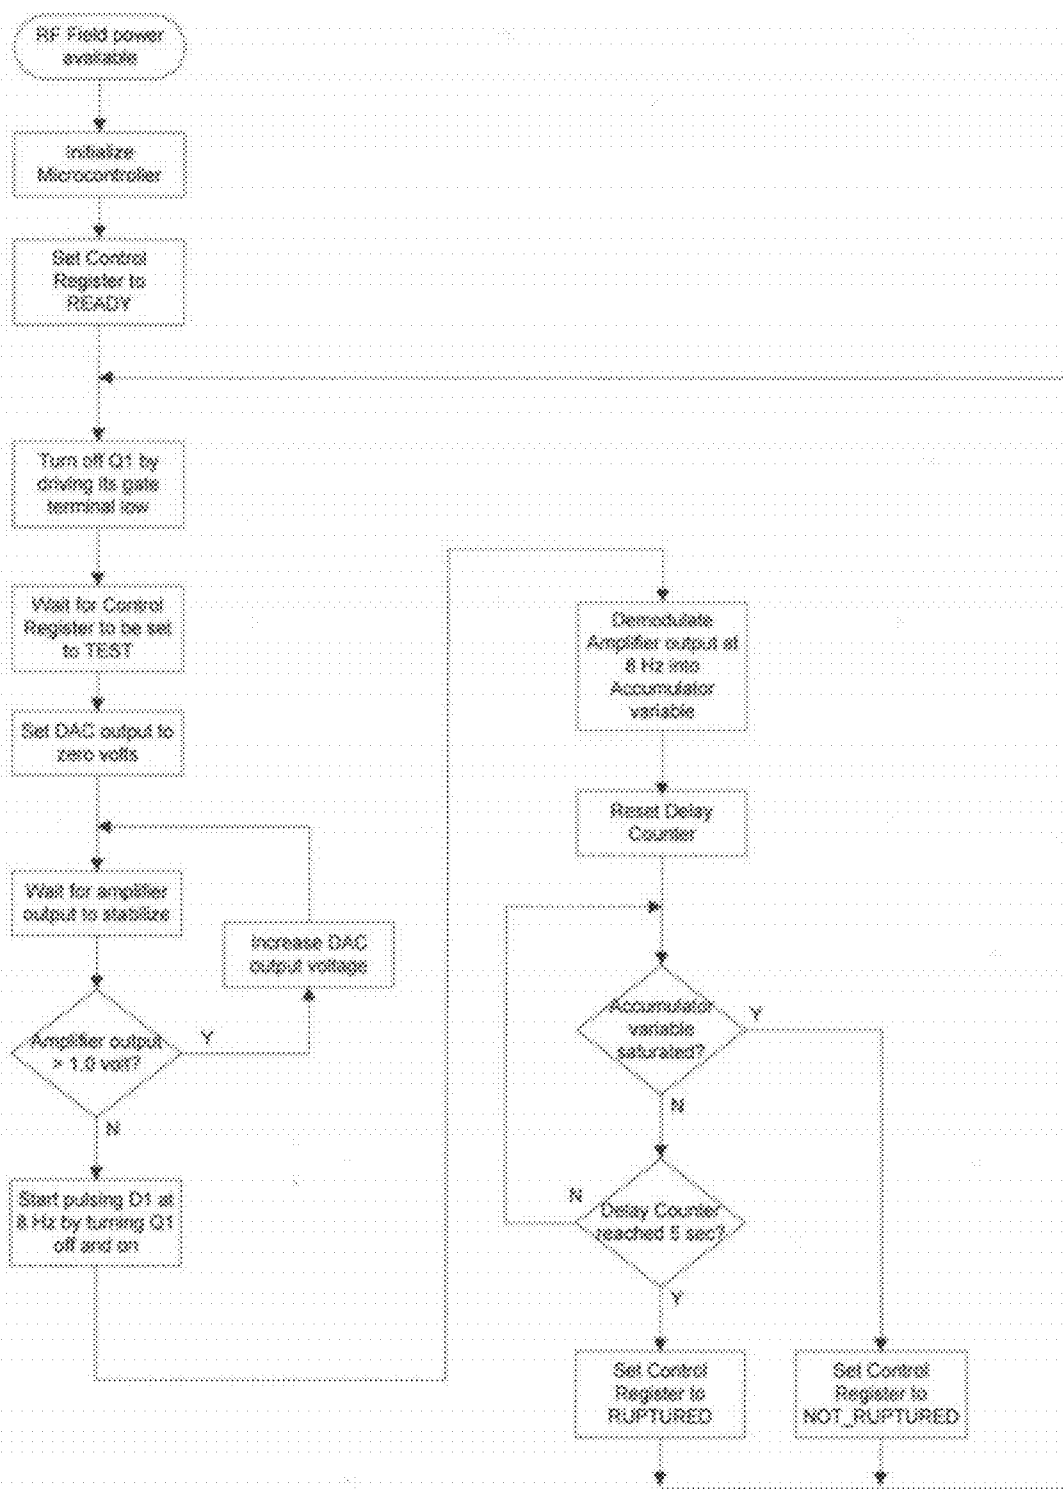 RF Field power
available
Initialize
Microcontroller
Set Control
Register to
READY
Turn off Q1 by
driving its gate
terminal low
Wait for Control
Register to be set
to TEST
Set DAC output to
zero volts
Wait for amplifier
output to stabilize
Increase DAC
output voltage
Amplifier output
> 1.0 volt?
Y
N
Start pulsing D1 at
8 Hz by turning Q1
off and on
Demodulate
Amplifier output at
8 Hz into
Accumulator
variable
Reset Delay
Counter
Accumulator
variable
saturated?
Y
N
Delay Counter
reached 5 sec?
N
Y
Set Control
Register to
RUPTURED
Set Control
Register to
NOT_RUPTURED